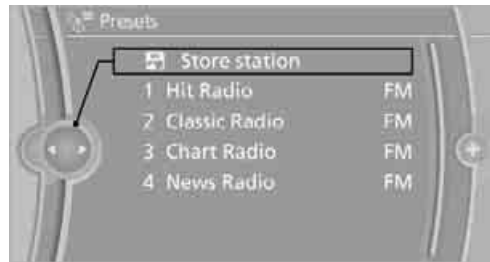 Presets
Store station
1 Hit Radio FM
2 Classic Radio FM
3 Chart Radio FM
4 News Radio FM